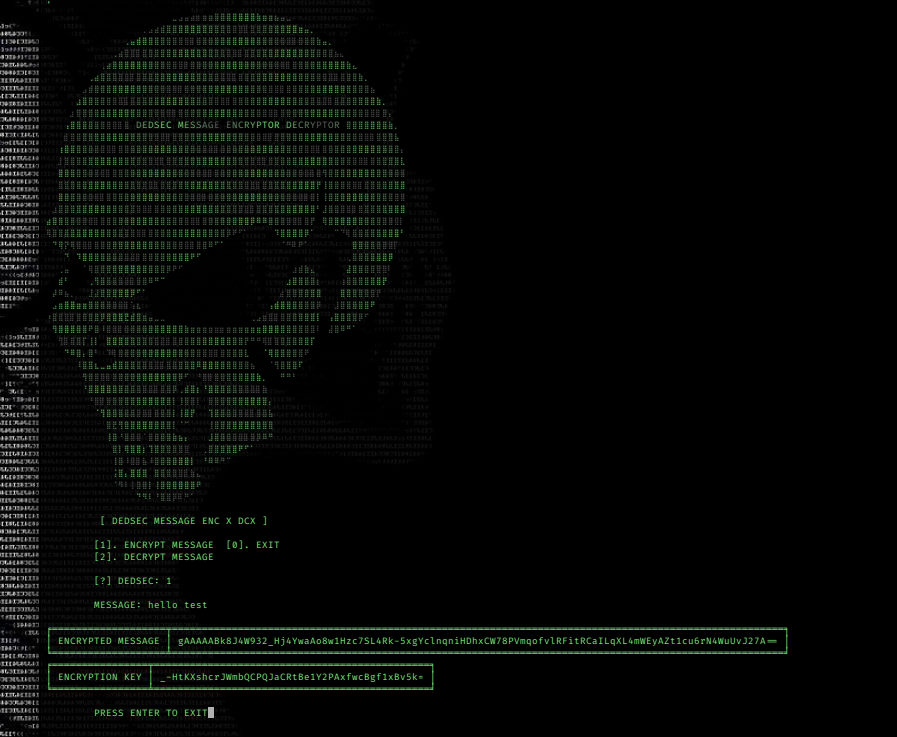 DEDSEC MESSAGE ENCRYPTOR DECRYPTOR
[ DEDSEC MESSAGE ENC X DCX ]
[1]. ENCRYPT MESSAGE  [0]. EXIT
[2]. DECRYPT MESSAGE
[?] DEDSEC: 1
MESSAGE: hello test
ENCRYPTED MESSAGE gAAAAABk8J4W932_Hj4YwaAo8w1Hzc7SL4Rk-5xgYclnqniHDhxCW78PVmqofvlRFitRCaILqXL4mWEyAZt1cu6rN4WuUvJ27A==
ENCRYPTION KEY _-HtKXshcrJWmbQCPQJaCRtBe1Y2PAxfwcBgf1xBv5k=
PRESS ENTER TO EXIT